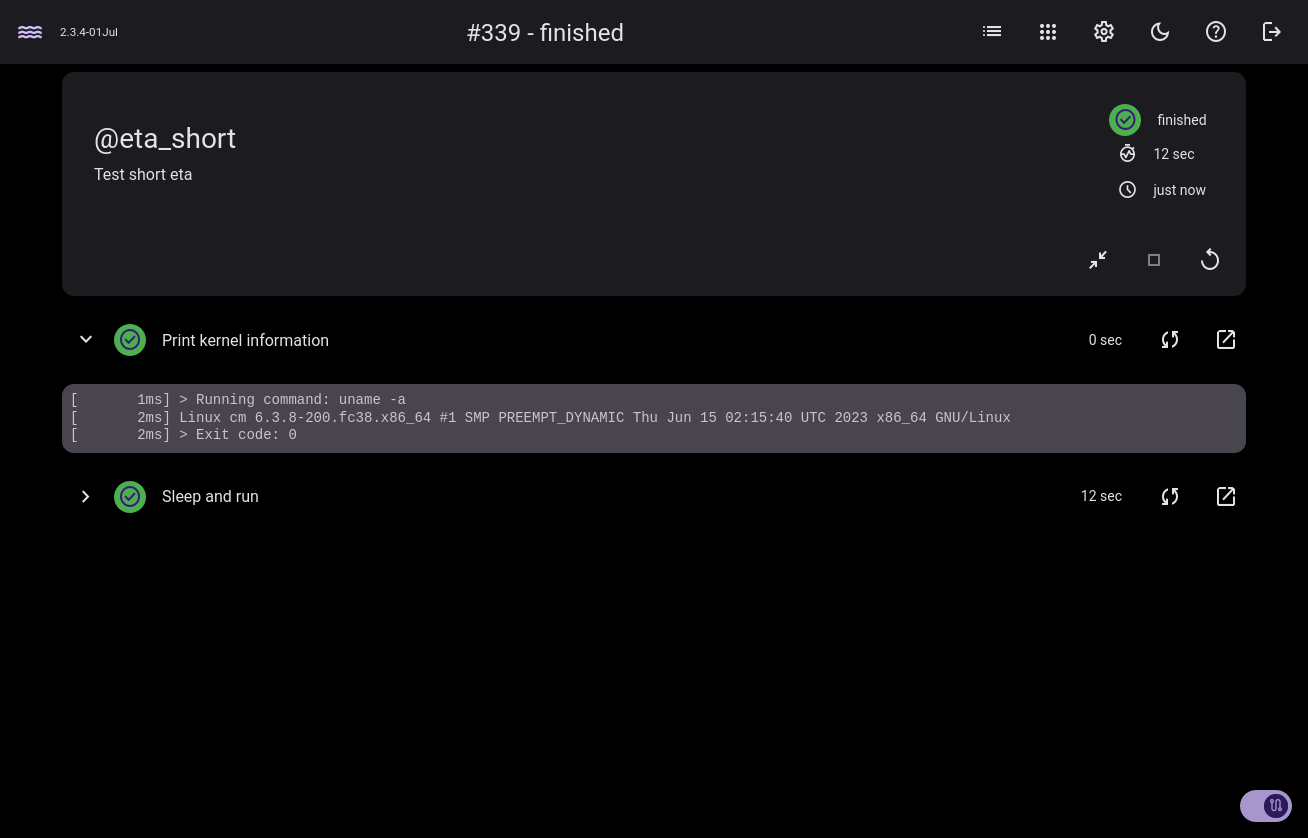 2.3.4-01Jul
#339 - finished
@eta_short
Test short eta
finished
12 sec
just now
Print kernel information
0 sec
[       1ms] > Running command: uname -a
[       2ms] Linux cm 6.3.8-200.fc38.x86_64 #1 SMP PREEMPT_DYNAMIC Thu Jun 15 02:15:40 UTC 2023 x86_64 GNU/Linux
[       2ms] > Exit code: 0
Sleep and run
12 sec